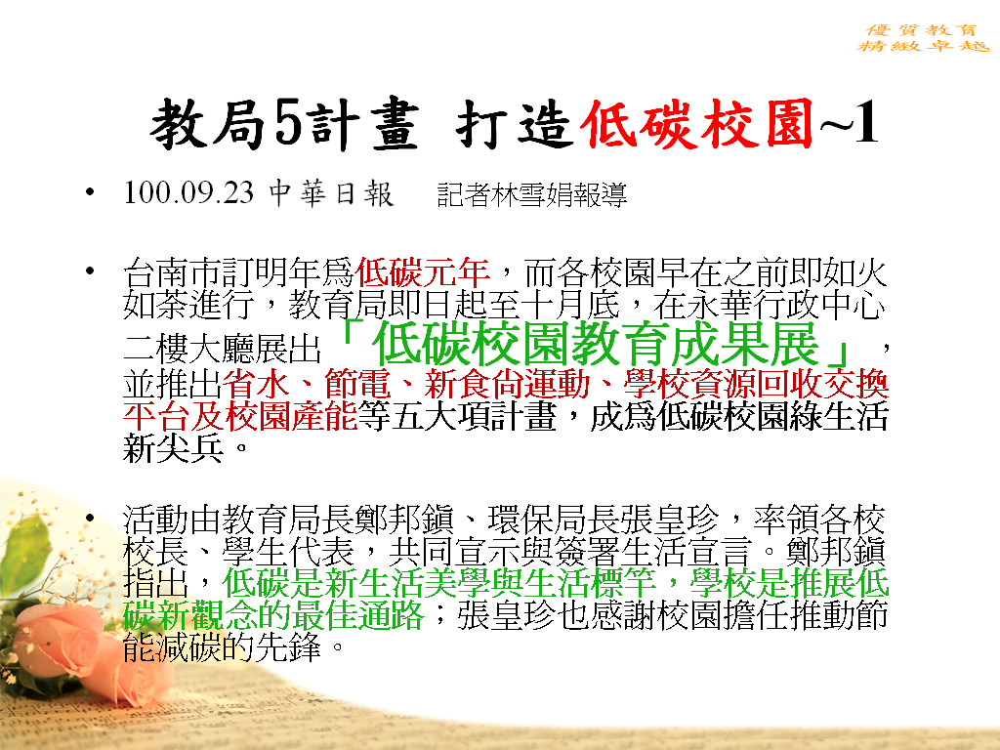 優質教育
精緻卓越
教局5計畫 打造低碳校園~1
• 100.09.23 中華日報 記者林雪娟報導
• 台南市訂明年為低碳元年，而各校園早在之前即如火
如荼進行，教育局即日起至十月底，在永華行政中心
二樓大廳展出「低碳校園教育成果展」，
並推出省水、節電、新食尚運動、學校資源回收交換
平台及校園產能等五大項計畫，成為低碳校園綠生活
新尖兵。
• 活動由教育局長鄭邦鎮、環保局長張皇珍，率領各校
校長、學生代表，共同宣示與簽署生活宣言。鄭邦鎮
指出，低碳是新生活美學與生活標竿，學校是推展低
碳新觀念的最佳通路；張皇珍也感謝校園擔任推動節
能減碳的先鋒。